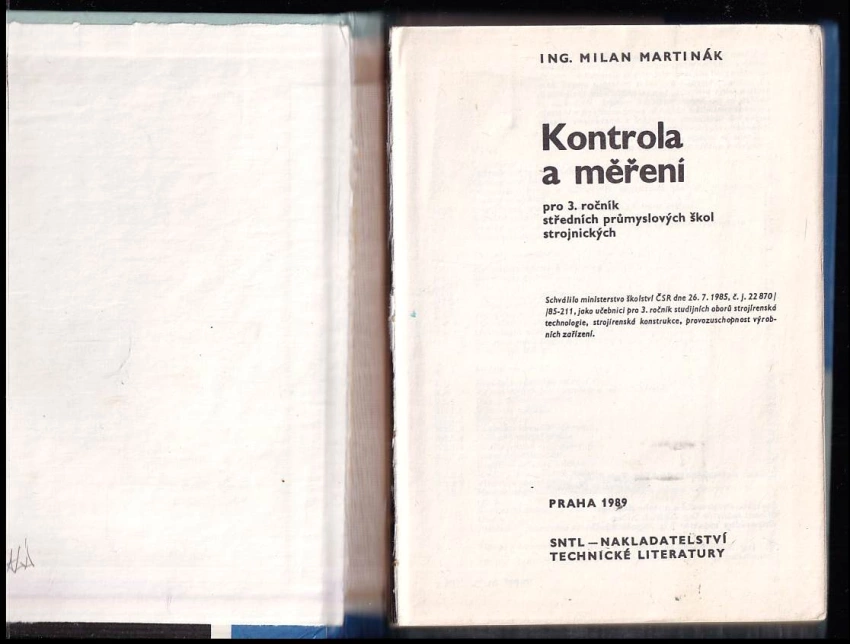 ING. MILAN MARTINÁK
Kontrola
a měření
pro 3. ročník
středních průmyslových škol
strojnických
Schválilo ministerstvo školství ČSR dne 26. 7. 1985, č. j. 22 870/
/85-211, jako učebnici pro 3. ročník studijních oborů strojírenská
technologie, strojírenská konstrukce, provozuschopnost výrob-
ních zařízení.
PRAHA 1989
SNTL — NAKLADATELSTVÍ
TECHNICKÉ LITERATURY